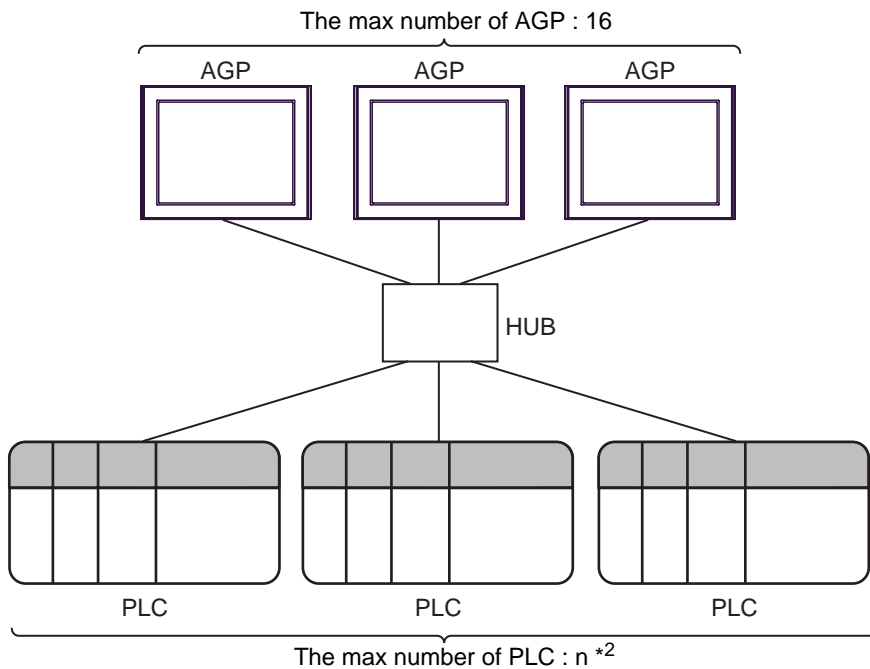 The max number of AGP : 16
AGP AGP AGP
HUB
PLC PLC PLC
The max number of PLC : n *2